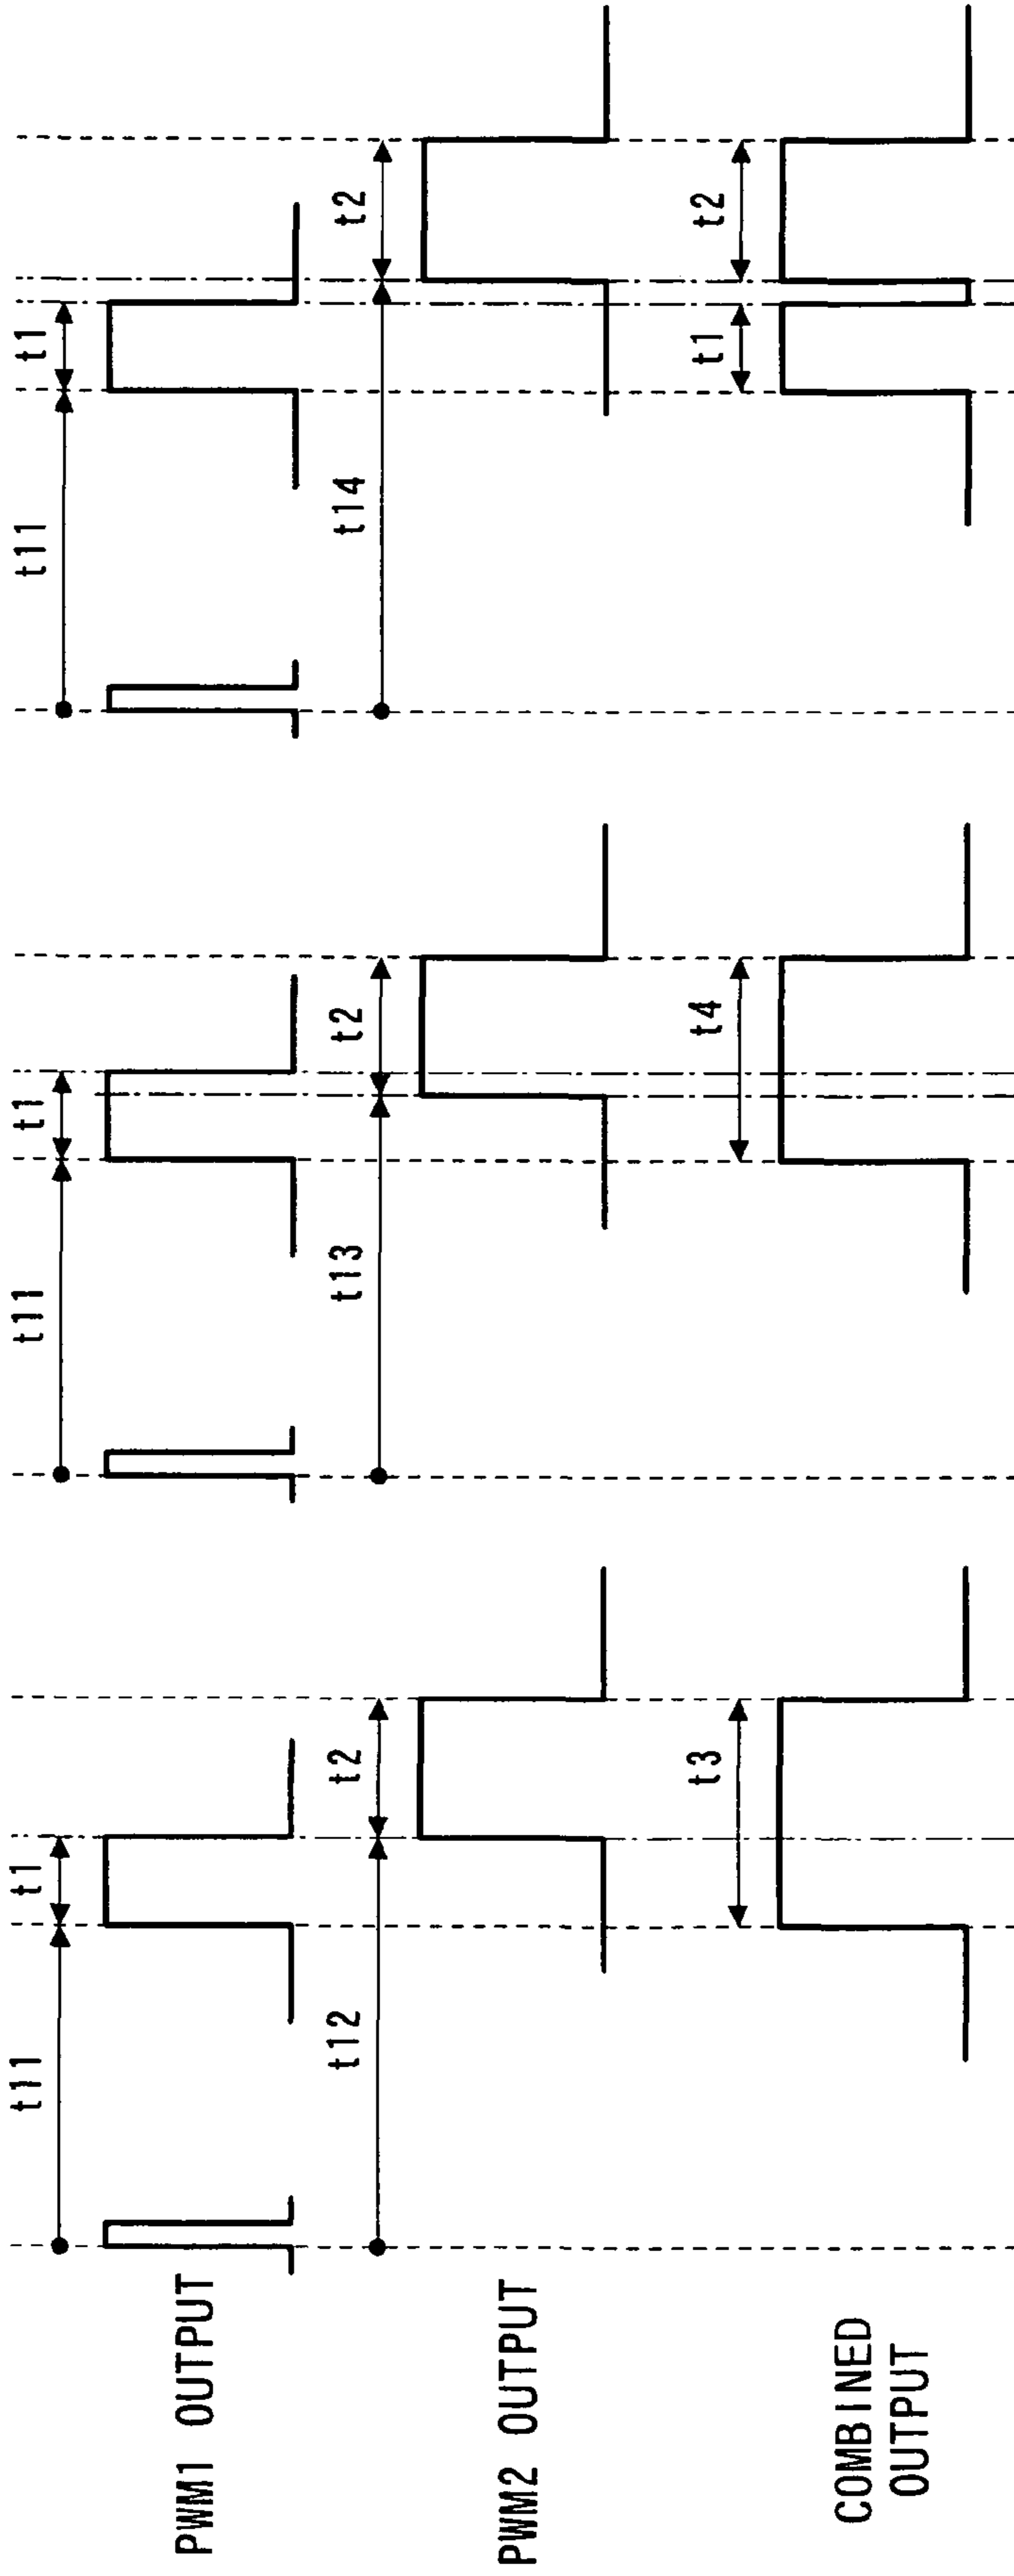 PWM1 OUTPUT
t11
t1
t11
t1
t11
t1
PWM2 OUTPUT
t12
t2
t13
t2
t14
t2
COMBINED
OUTPUT
t3
t4
t1
t2